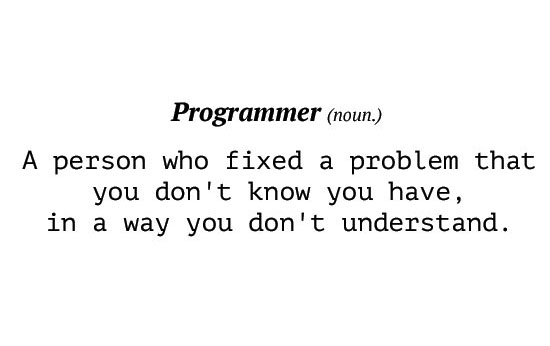 Programmer (noun.)
A person who fixed a problem that
you don't know you have,
in a way you don't understand.